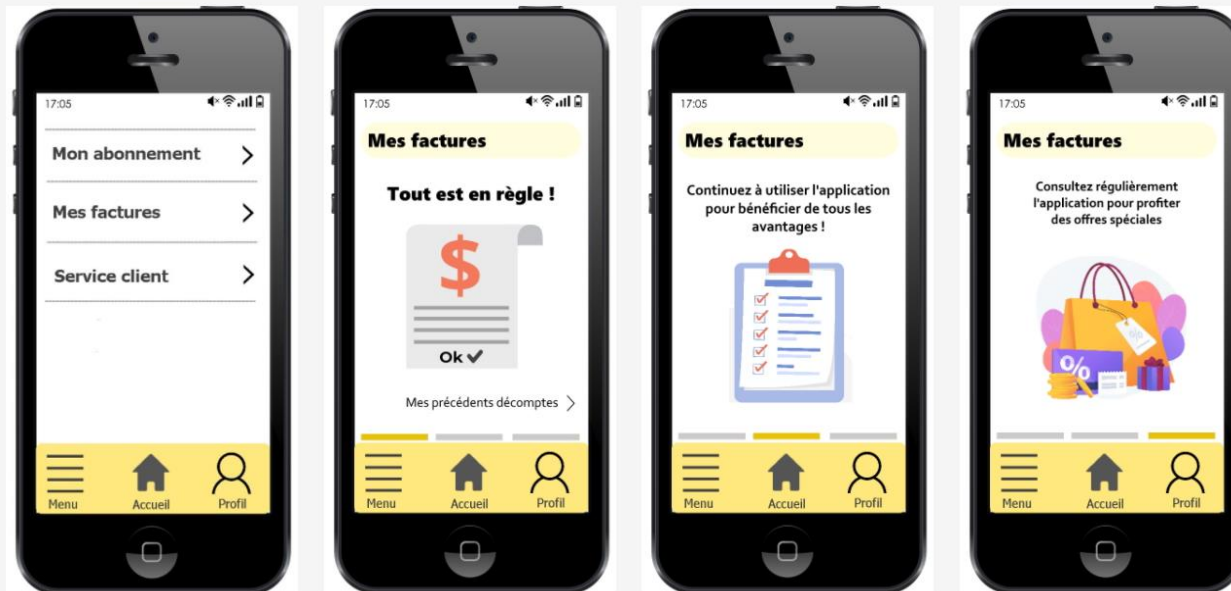 17:05
Mon abonnement
Mes factures
Service client
Menu
Accueil
Profil
17:05
Mes factures
Tout est en règle !
$
Ok
Mes précédents décomptes
Menu
Accueil
Profil
17:05
Mes factures
Continuez à utiliser l'application
pour bénéficier de tous les
avantages !
Menu
Accueil
Profil
17:05
Mes factures
Consultez régulièrement
l'application pour profiter
des offres spéciales
%
%
Menu
Accueil
Profil